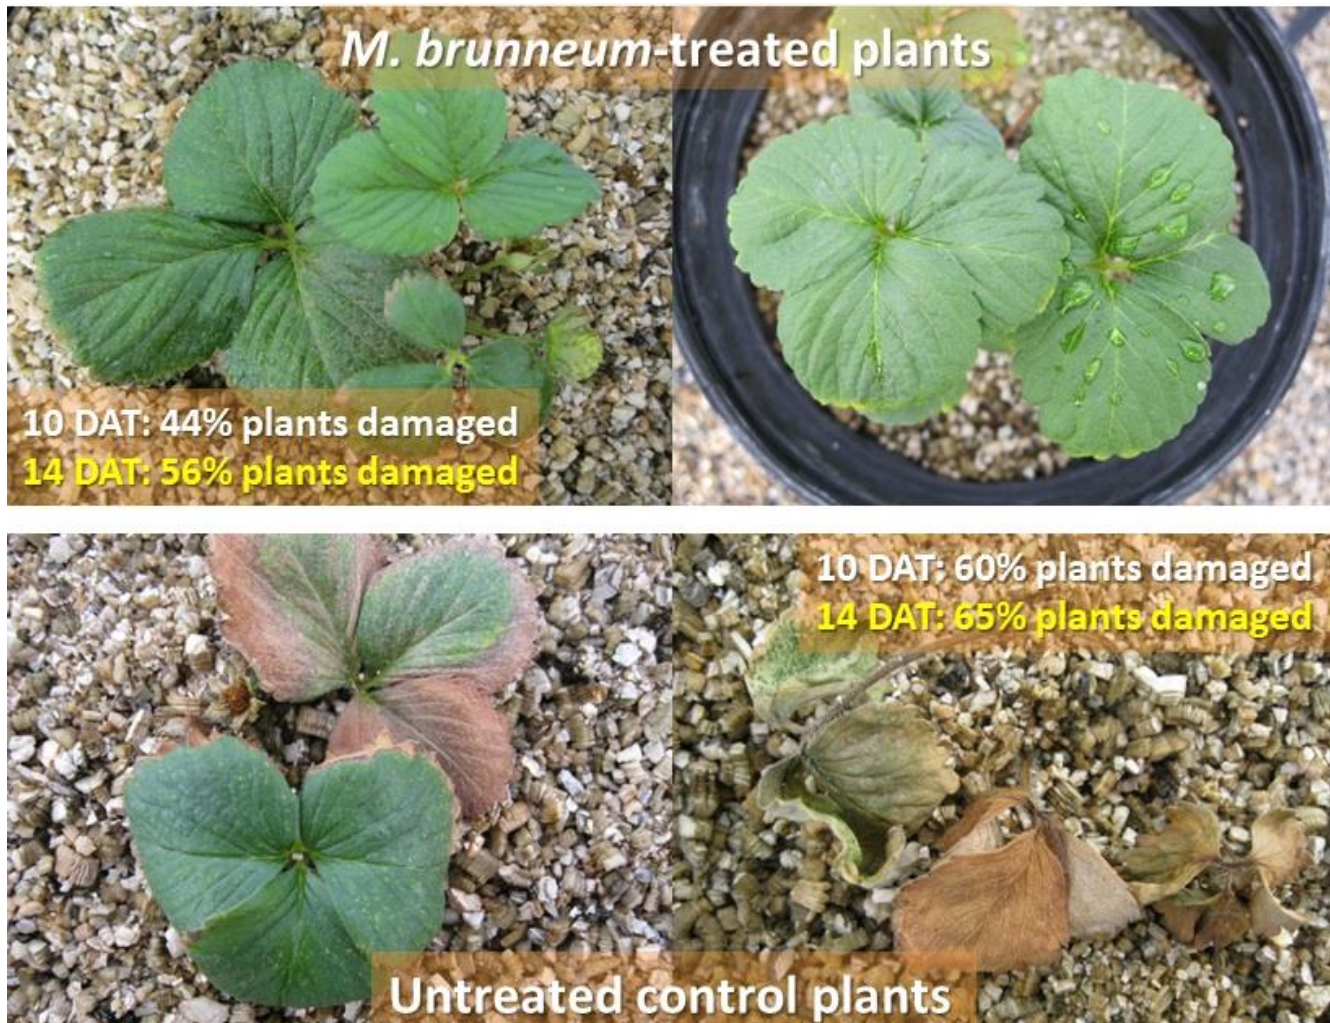 M. brunneum-treated plants
10 DAT: 44% plants damaged
14 DAT: 56% plants damaged
10 DAT: 60% plants damaged
14 DAT: 65% plants damaged
Untreated control plants